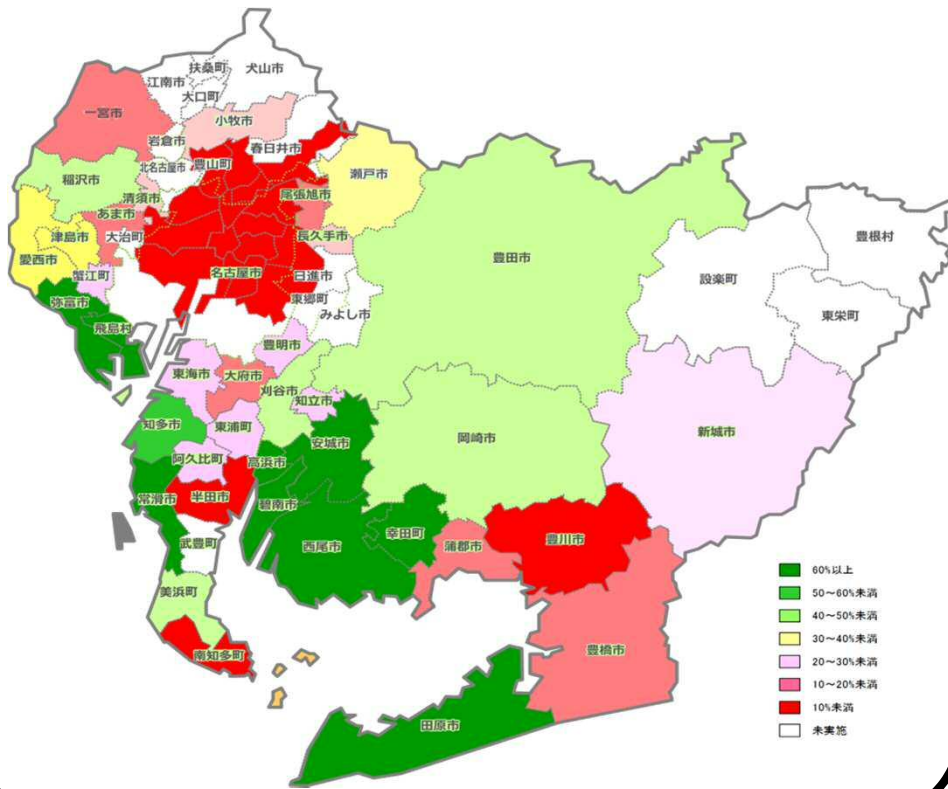 扶桑町
犬山市
江南市
大口町
一宮市
小牧市
岩倉市
春日井市
北名古屋市
豊山町
瀬戸市
稲沢市
清須市
尾張旭市
あま市
津島市
大治町
長久手市
愛西市
名古屋市
日進市
蟹江町
東郷町
みよし市
弥富市
飛島村
豊明市
豊田市
豊根村
設楽町
東栄町
東海市
大府市
刈谷市
知立市
知多市
東浦町
安城市
岡崎市
新城市
阿久比町
高浜市
常滑市
半田市
碧南市
武豊町
西尾市
幸田町
蒲郡市
豊川市
美浜町
南知多町
豊橋市
田原市
60%以上
50～60%未満
40～50%未満
30～40%未満
20～30%未満
10～20%未満
10%未満
未実施